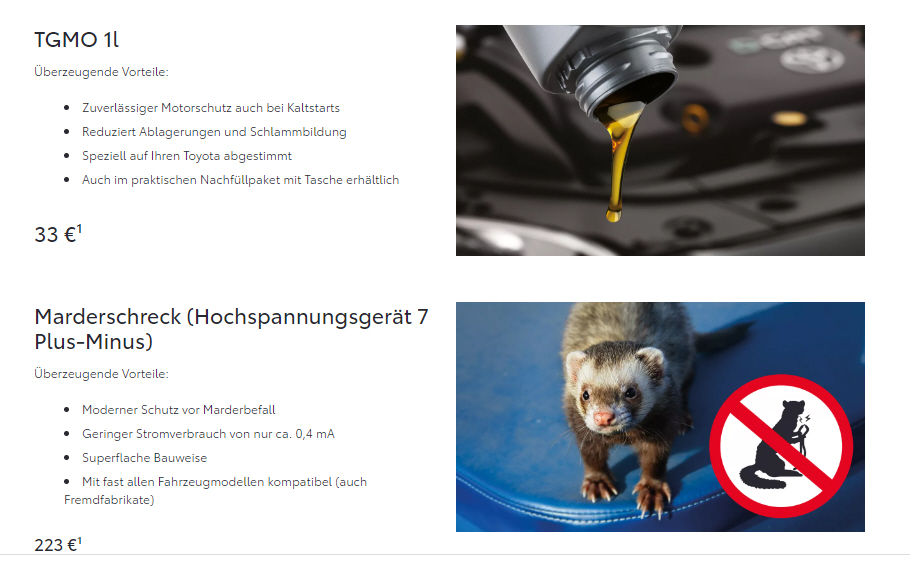 TGMO 1l
Überzeugende Vorteile:
• Zuverlässiger Motorschutz auch bei Kaltstarts
• Reduziert Ablagerungen und Schlammbildung
• Speziell auf Ihren Toyota abgestimmt
• Auch im praktischen Nachfüllpaket mit Tasche erhältlich
33 €¹
Marderschreck (Hochspannungsgerät 7
Plus-Minus)
Überzeugende Vorteile:
• Moderner Schutz vor Marderbefall
• Geringer Stromverbrauch von nur ca. 0,4 mA
• Superflache Bauweise
• Mit fast allen Fahrzeugmodellen kompatibel (auch
Fremdfabrikate)
223 €¹